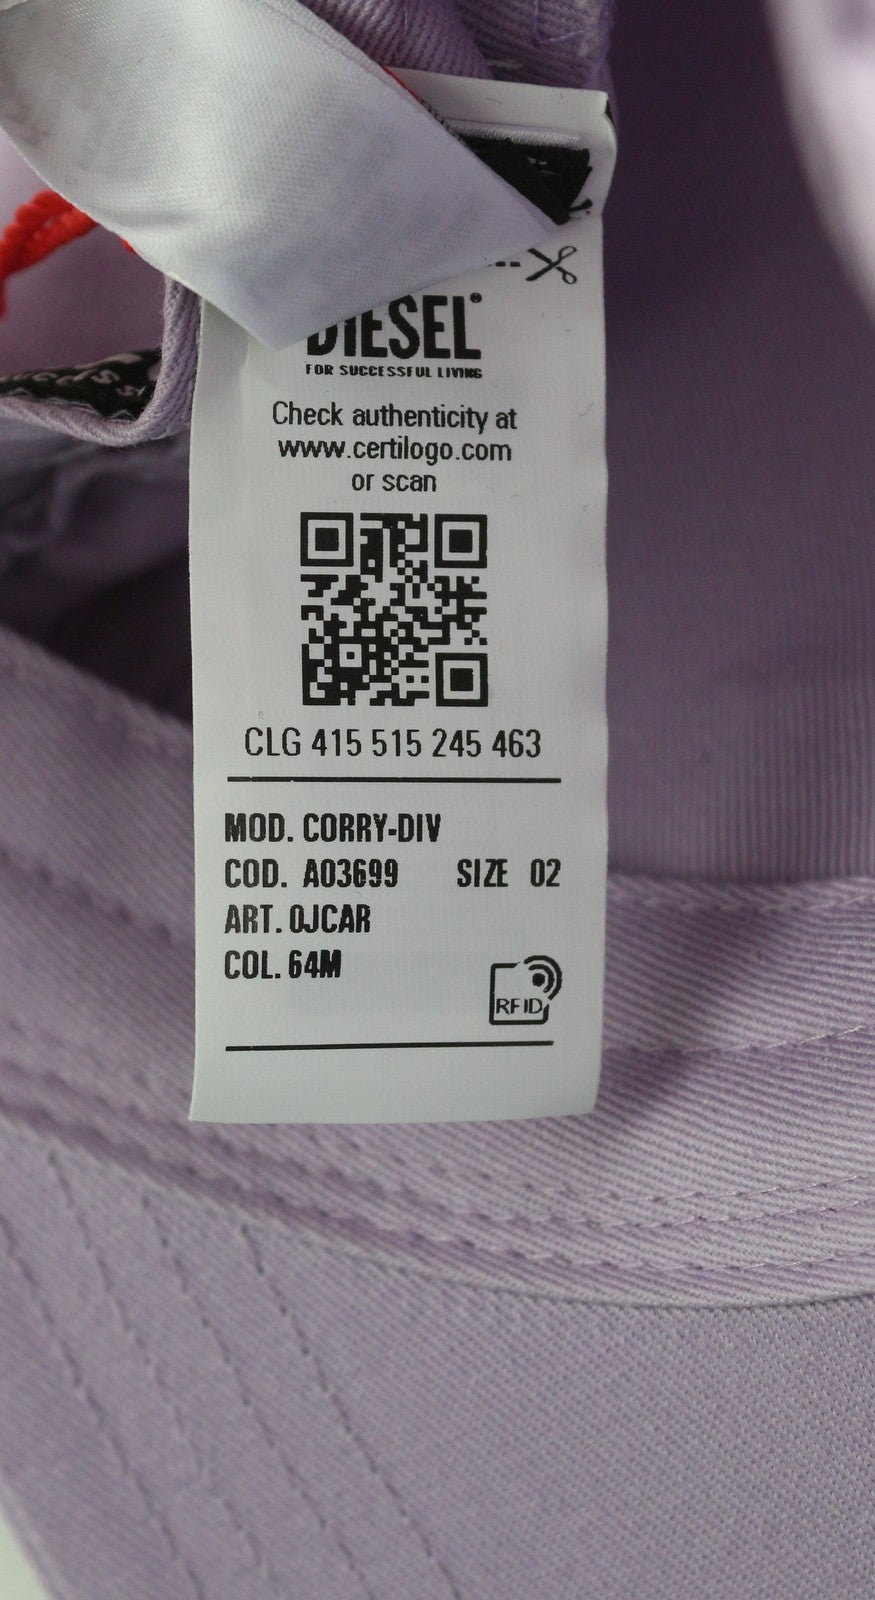 DIESEL®
FOR SUCCESSFUL LIVING
Check authenticity at
www.certilogo.com
or scan
CLG 415 515 245 463
MOD. CORRY-DIV
COD. A03699 SIZE 02
ART. 0JCAR
COL. 64M
RFID